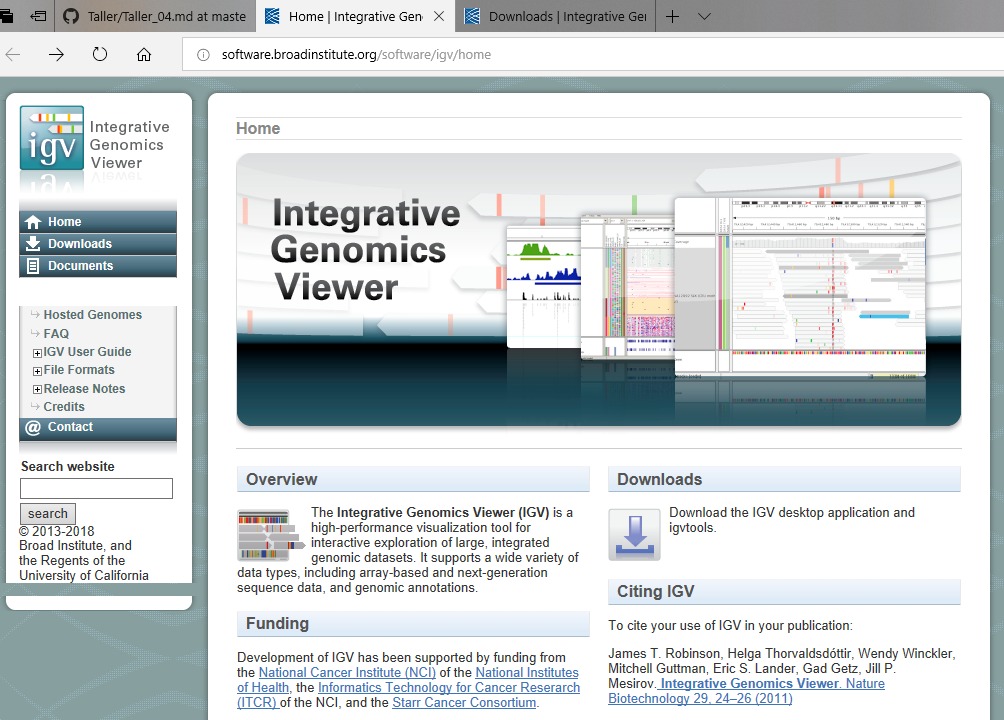 Taller/Taller_04.md at maste
Home | Integrative Gen
Downloads | Integrative Ger
software.broadinstitute.org/software/igv/home
igv
Integrative
Genomics
Viewer
Home
Downloads
Documents
Hosted Genomes
FAQ
IGV User Guide
File Formats
Release Notes
Credits
@ Contact
Search website
search
© 2013-2018
Broad Institute, and
the Regents of the
University of California
Home
Integrative
Genomics
Viewer
Overview
The Integrative Genomics Viewer (IGV) is a
high-performance visualization tool for
interactive exploration of large, integrated
genomic datasets. It supports a wide variety of
data types, including array-based and next-generation
sequence data, and genomic annotations.
Funding
Development of IGV has been supported by funding from
the National Cancer Institute (NCI) of the National Institutes
of Health, the Informatics Technology for Cancer Reserarch
(ITCR) of the NCI, and the Starr Cancer Consortium.
Downloads
Download the IGV desktop application and
igvtools.
Citing IGV
To cite your use of IGV in your publication:
James T. Robinson, Helga Thorvaldsdóttir, Wendy Winckler,
Mitchell Guttman, Eric S. Lander, Gad Getz, Jill P.
Mesirov. Integrative Genomics Viewer. Nature
Biotechnology 29, 24–26 (2011)